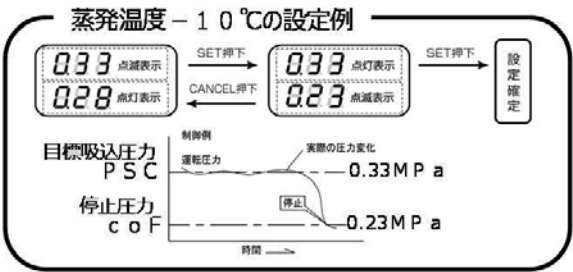 蒸発温度－１０℃の設定例
0.33 点滅表示
0.28 点灯表示
SET押下
CANCEL押下
0.33 点灯表示
0.23 点滅表示
SET押下
設定確定
制御例
目標吸込圧力
ＰＳＣ
運転圧力
実際の圧力変化
0.33ＭＰａ
停止圧力
ｃｏＦ
停止
0.23ＭＰａ
時間